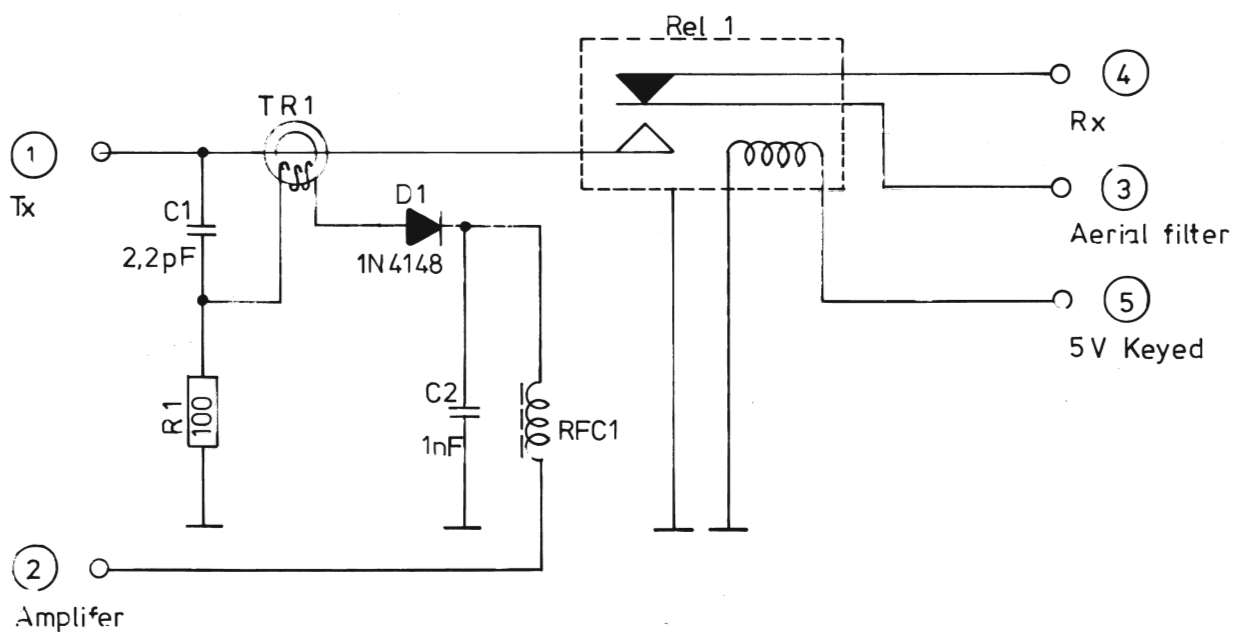 Rel 1
4
Rx
TR1
1
Tx
D1
3
C1
Aerial filter
2,2pF
1N4148
5
5V Keyed
C2
R1
100
RFC1
1nF
2
Amplifer